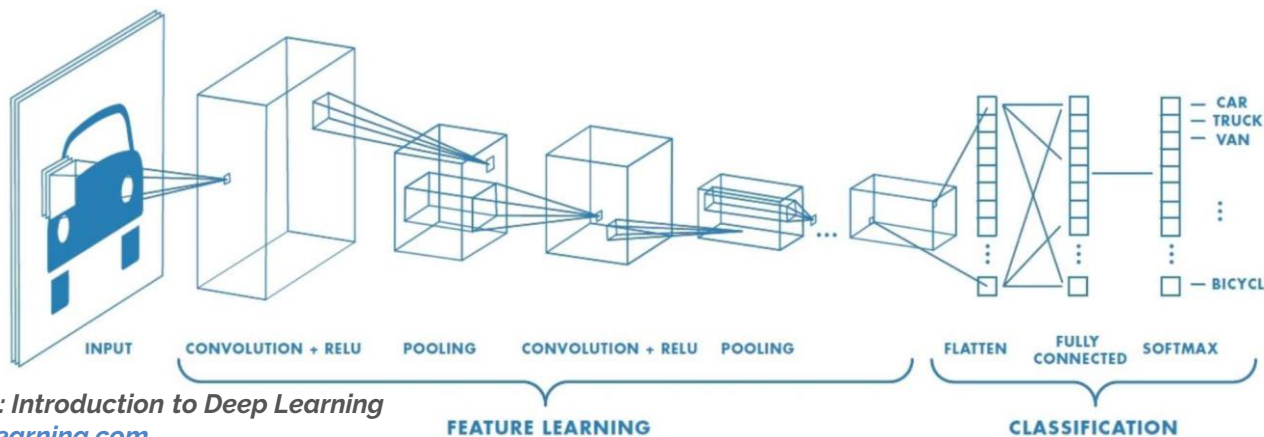 CAR
TRUCK
VAN
BICYCL
INPUT
CONVOLUTION + RELU
POOLING
CONVOLUTION + RELU
POOLING
FLATTEN
FULLY
CONNECTED
SOFTMAX
: Introduction to Deep Learning
FEATURE LEARNING
CLASSIFICATION
earning.com